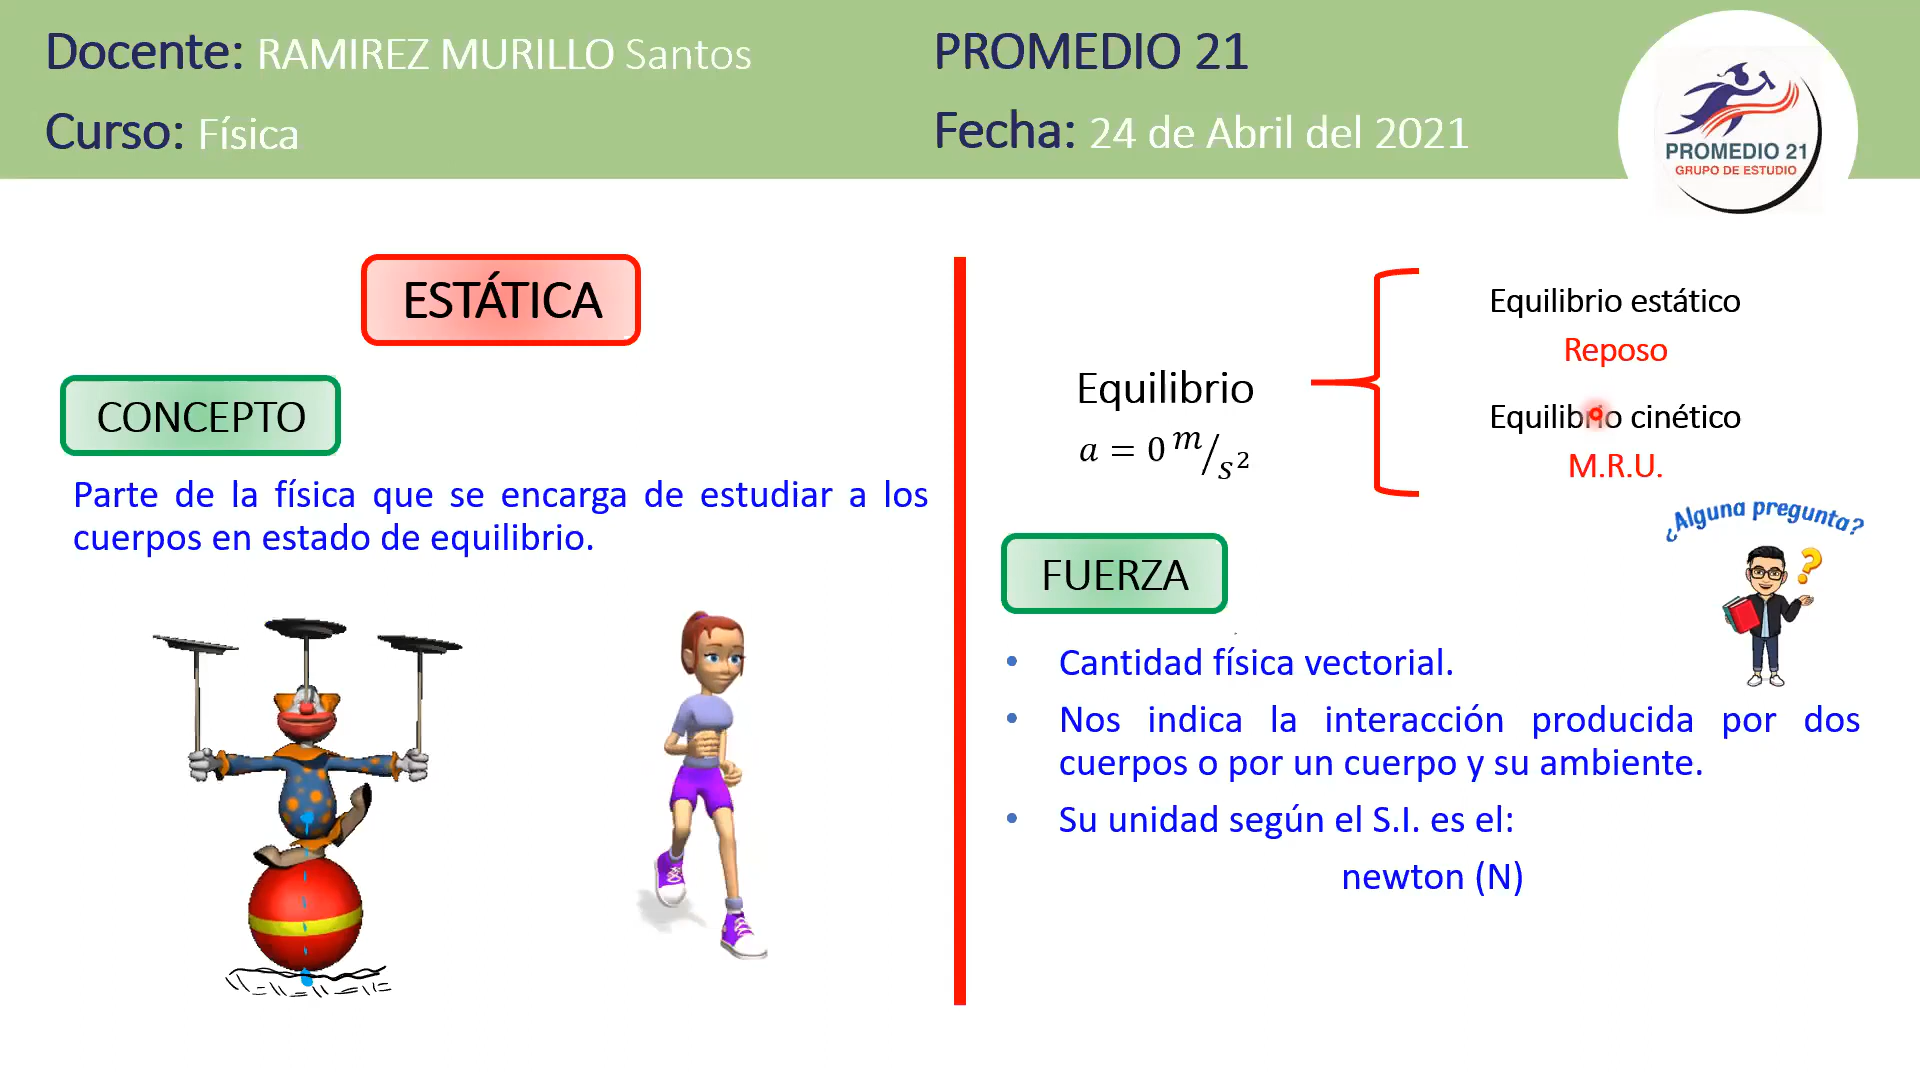 Docente: RAMIREZ MURILLO Santos
Curso: Física
PROMEDIO 21
Fecha: 24 de Abril del 2021
PROMEDIO 21
GRUPO DE ESTUDIO
ESTÁTICA
CONCEPTO
Parte de la física que se encarga de estudiar a los
cuerpos en estado de equilibrio.
Equilibrio
a = 0 m/s²
Equilibrio estático
Reposo
Equilibrio cinético
M.R.U.
¿Alguna pregunta?
FUERZA
• Cantidad física vectorial.
• Nos indica la interacción producida por dos
cuerpos o por un cuerpo y su ambiente.
• Su unidad según el S.I. es el:
newton (N)